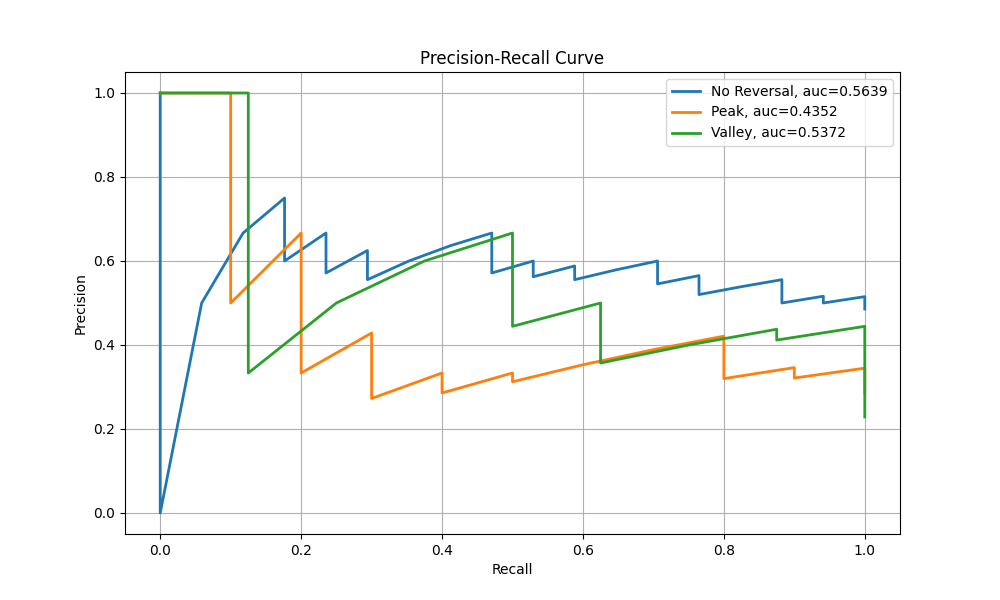 Precision-Recall Curve
No Reversal, auc=0.5639
Peak, auc=0.4352
Valley, auc=0.5372
Precision
1.0
0.8
0.6
0.4
0.2
0.0
0.0 0.2 0.4 0.6 0.8 1.0
Recall